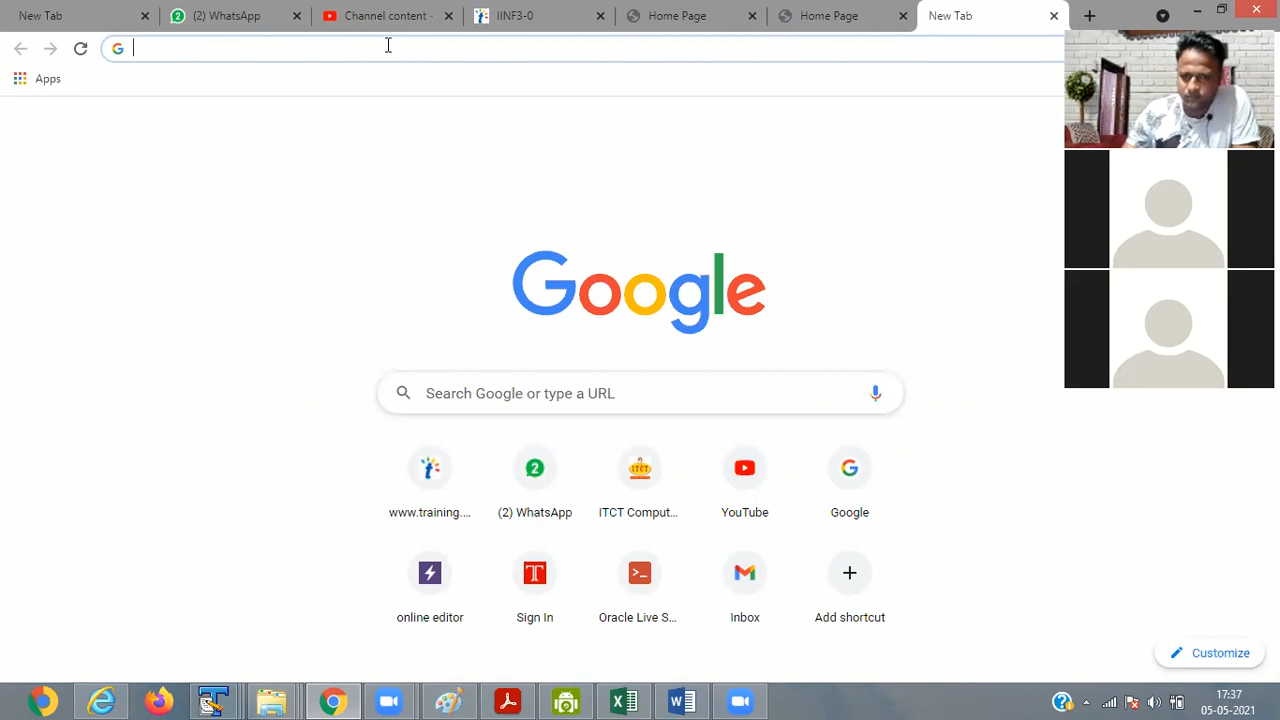 New Tab
(2) WhatsApp
Channel content -
IINF3-0
Home Page
Home Page
New Tab
Apps
Google
Search Google or type a URL
www.training....
(2) WhatsApp
ITCT Comput...
YouTube
Google
online editor
Sign In
Oracle Live S...
Inbox
Add shortcut
Customize
17:37
05-05-2021